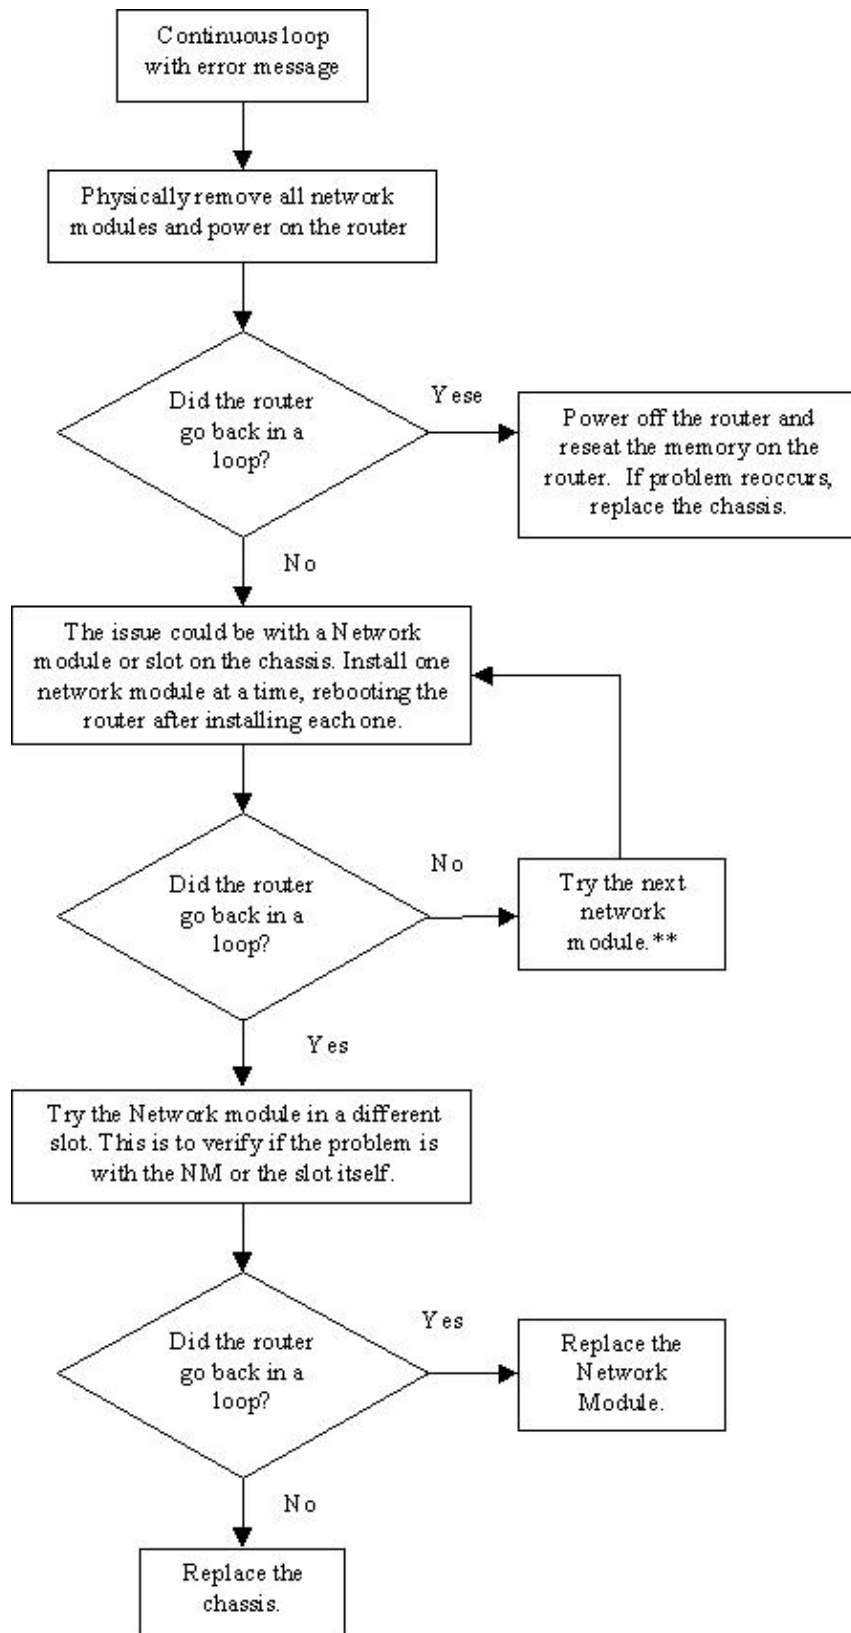 Continuous loop
with error message
Physically remove all network
modules and power on the router
Did the router
go back in a
loop?
Yese
Power off the router and
reseat the memory on the
router. If problem reoccurs,
replace the chassis.
No
The issue could be with a Network
module or slot on the chassis. Install one
network module at a time, rebooting the
router after installing each one.
Did the router
go back in a
loop?
No
Try the next
network
module.**
Yes
Try the Network module in a different
slot. This is to verify if the problem is
with the NM or the slot itself.
Did the router
go back in a
loop?
Yes
Replace the
Network
Module.
No
Replace the
chassis.